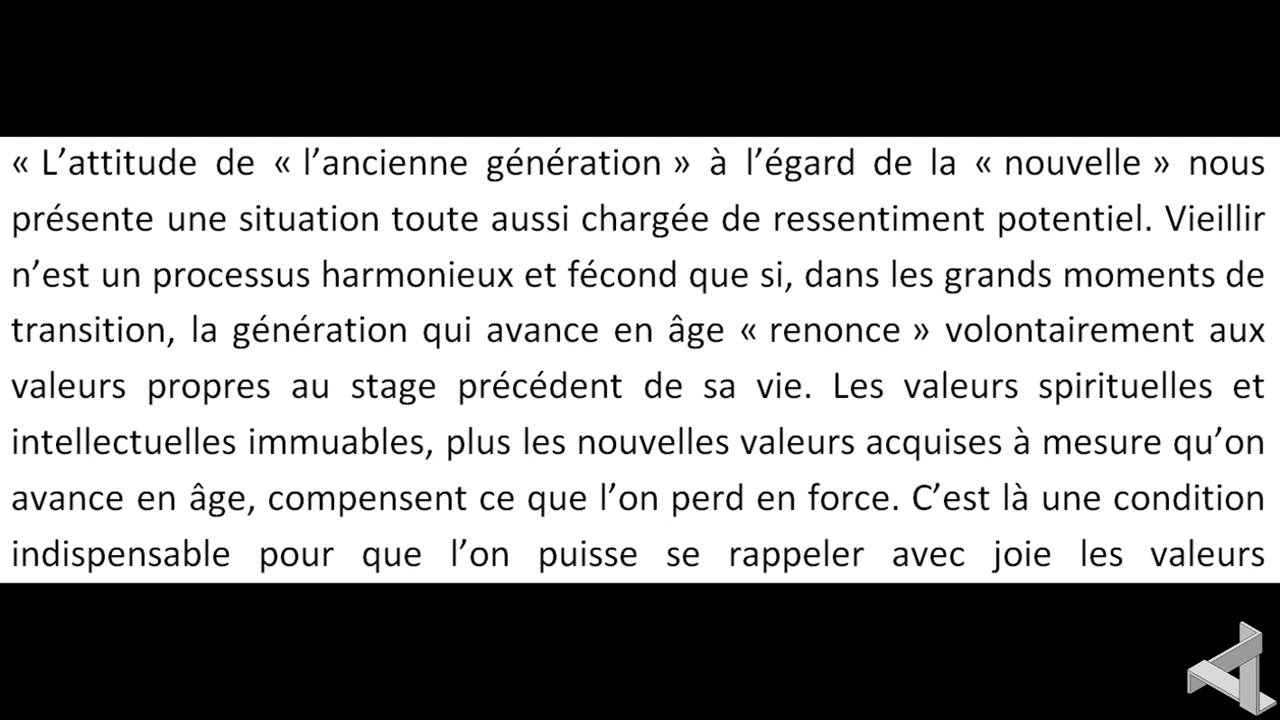 « L’attitude de « l’ancienne génération » à l’égard de la « nouvelle » nous
présente une situation toute aussi chargée de ressentiment potentiel. Vieillir
n’est un processus harmonieux et fécond que si, dans les grands moments de
transition, la génération qui avance en âge « renonce » volontairement aux
valeurs propres au stage précédent de sa vie. Les valeurs spirituelles et
intellectuelles immuables, plus les nouvelles valeurs acquises à mesure qu’on
avance en âge, compensent ce que l’on perd en force. C’est là une condition
indispensable pour que l’on puisse se rappeler avec joie les valeurs